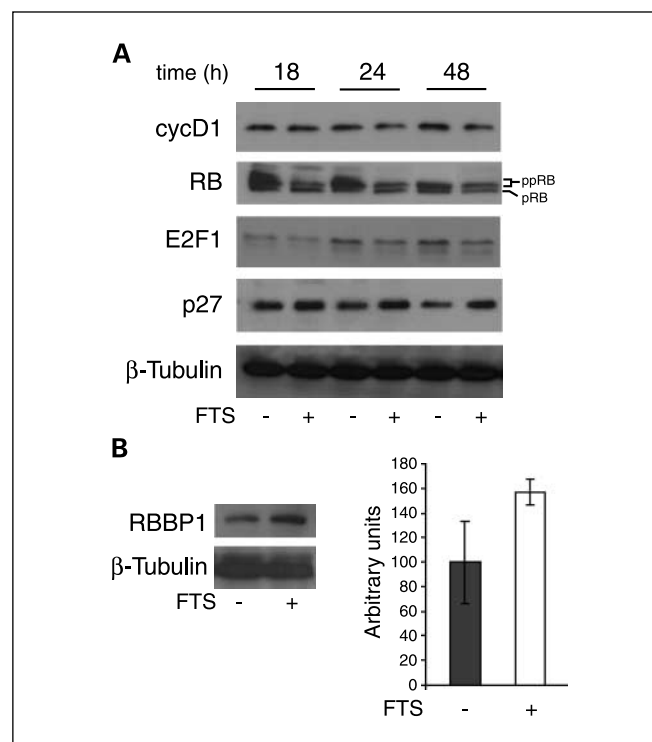 A
time (h) 18 24 48
cycD1
RB
ppRB
pRB
E2F1
p27
β-Tubulin
FTS - + - + - +
B
RBBP1
β-Tubulin
FTS - +
Arbitrary units
180
160
140
120
100
80
60
40
20
0
FTS - +